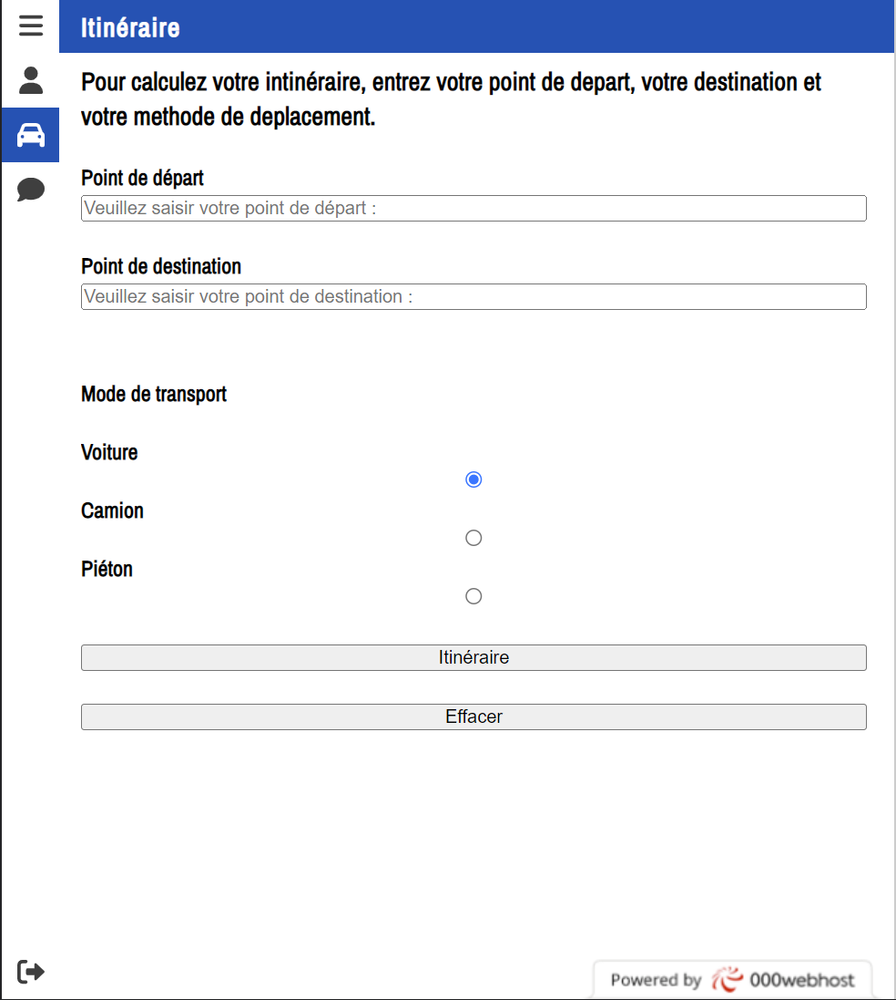 Itinéraire
Pour calculez votre intinéraire, entrez votre point de depart, votre destination et
votre methode de deplacement.
Point de départ
Veuillez saisir votre point de départ :
Point de destination
Veuillez saisir votre point de destination :
Mode de transport
Voiture
Camion
Piéton
Itinéraire
Effacer
Powered by 000webhost